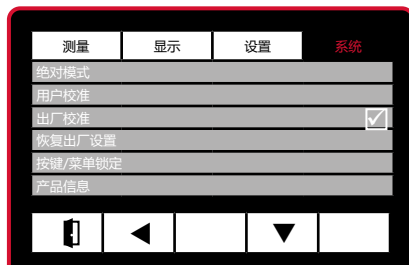 测量 显示 设置 系统
绝对模式
用户校准
出厂校准
恢复出厂设置
按键/菜单锁定
产品信息